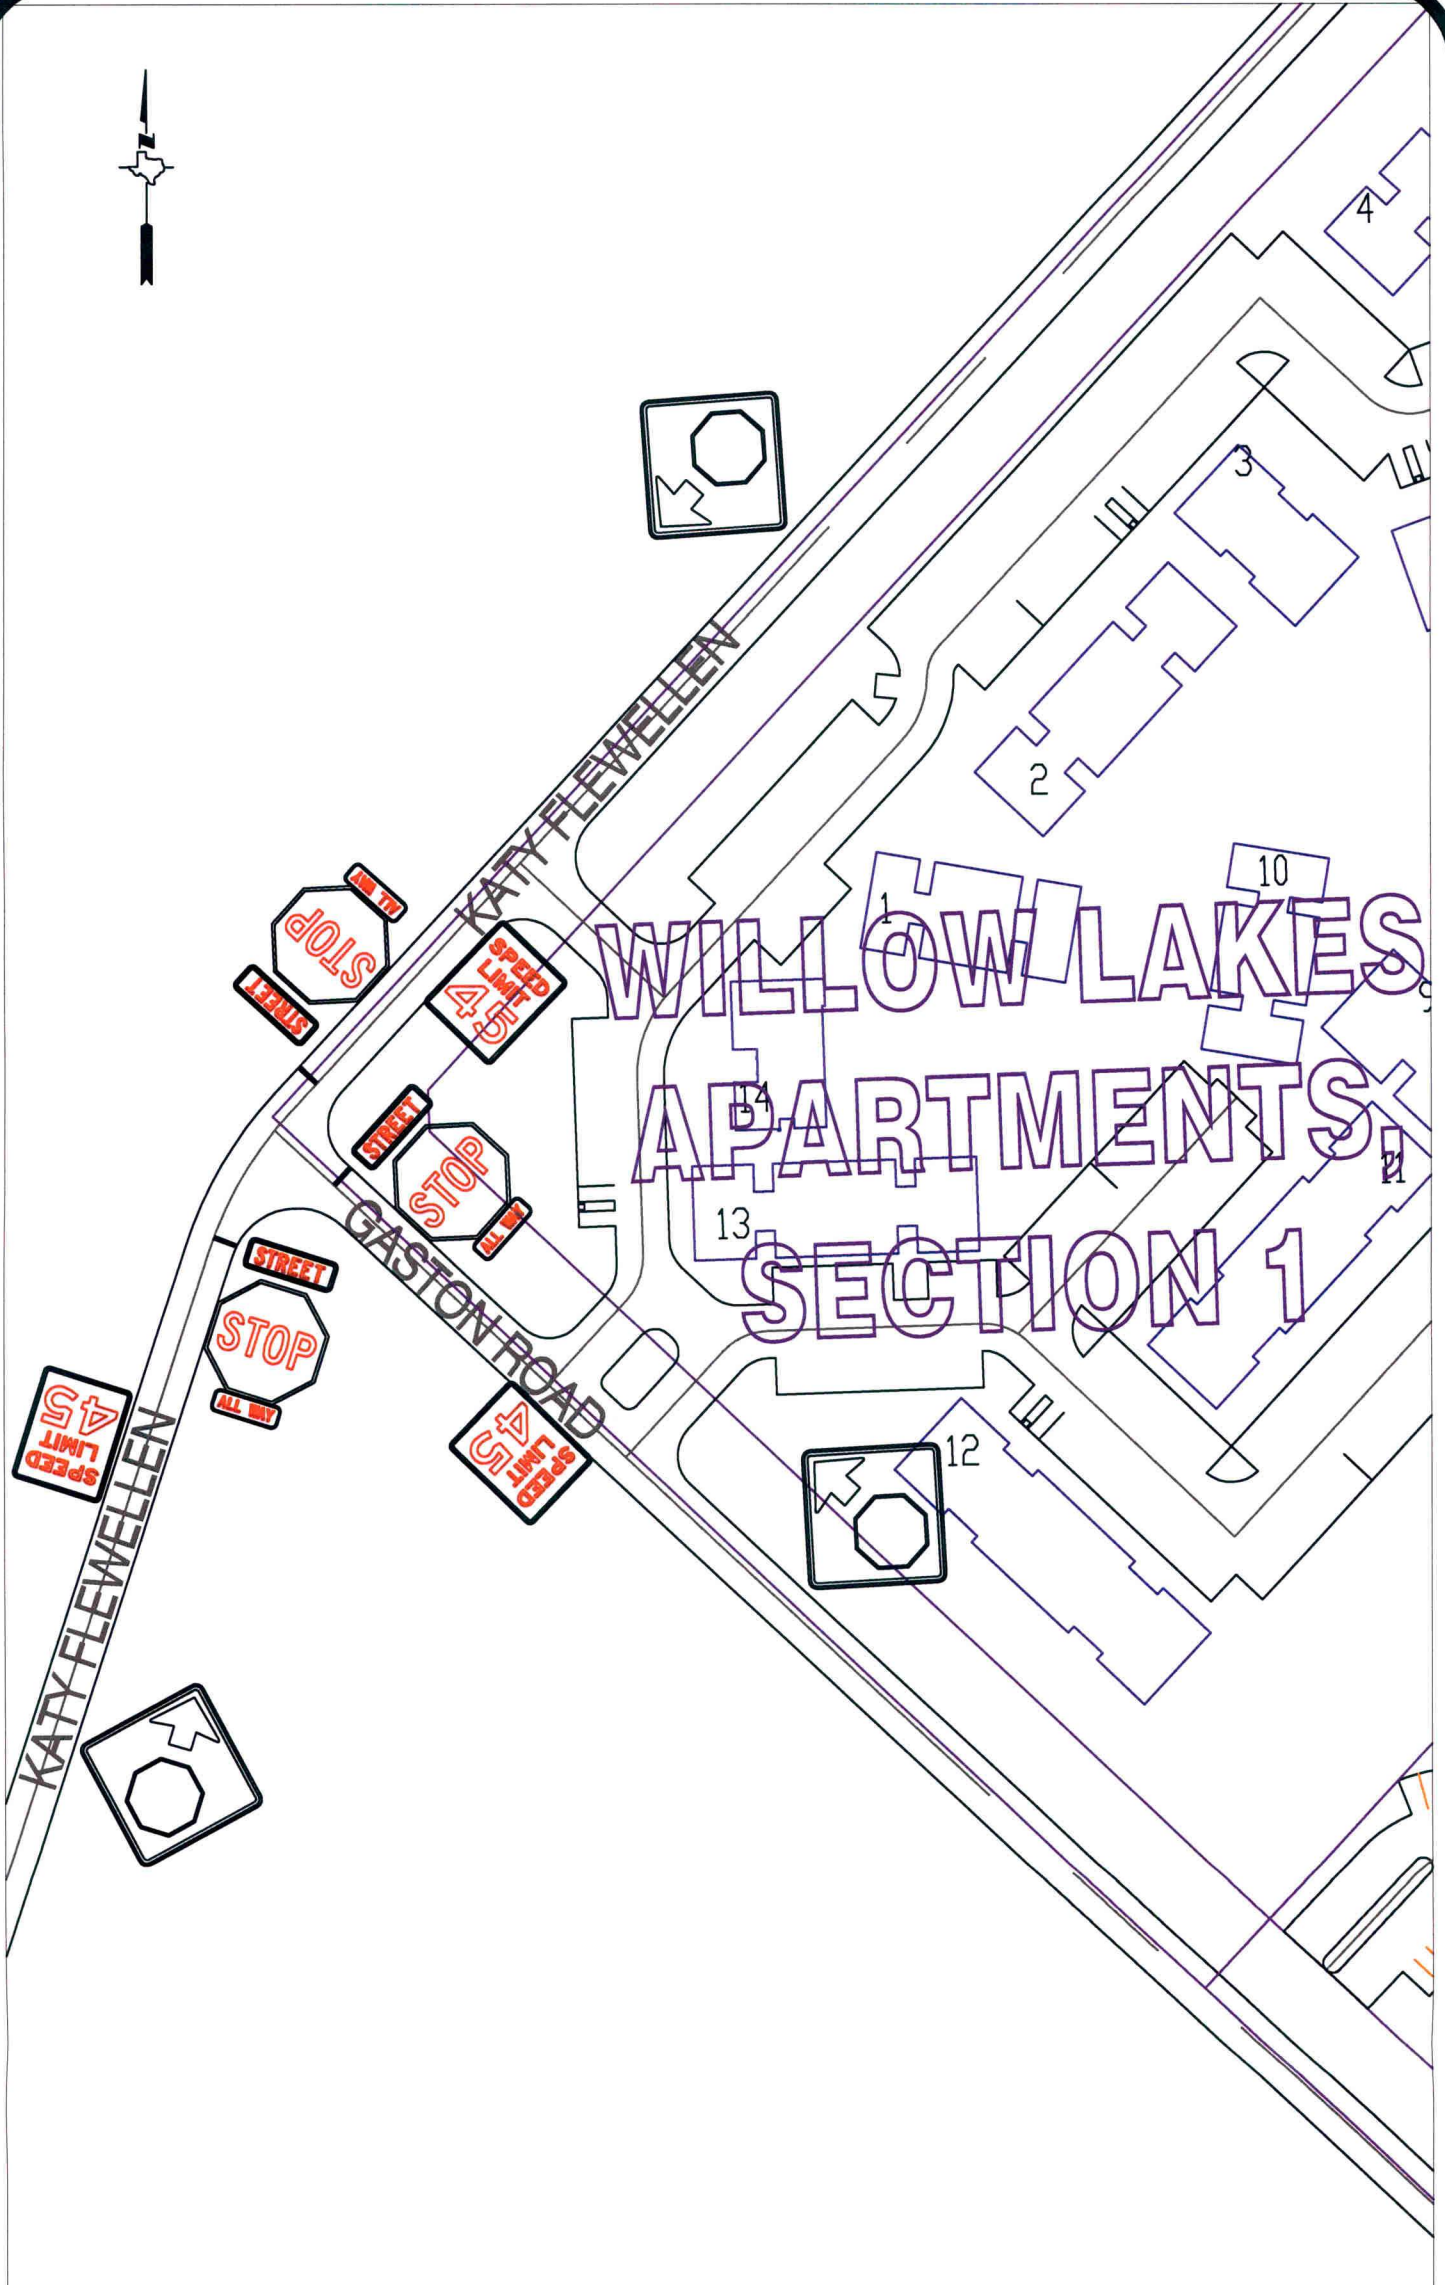 N
4
3
KATY FLEWELLEN
2
ALL WAY
STOP
STREET
SPEED
LIMIT
45
1
10
9
WILLOW LAKES
APARTMENTS,
SECTION 1
14
11
13
STREET
STOP
ALL WAY
GASTON ROAD
STREET
STOP
ALL WAY
SPEED
LIMIT
45
SPEED
LIMIT
45
12
KATY FLEWELLEN